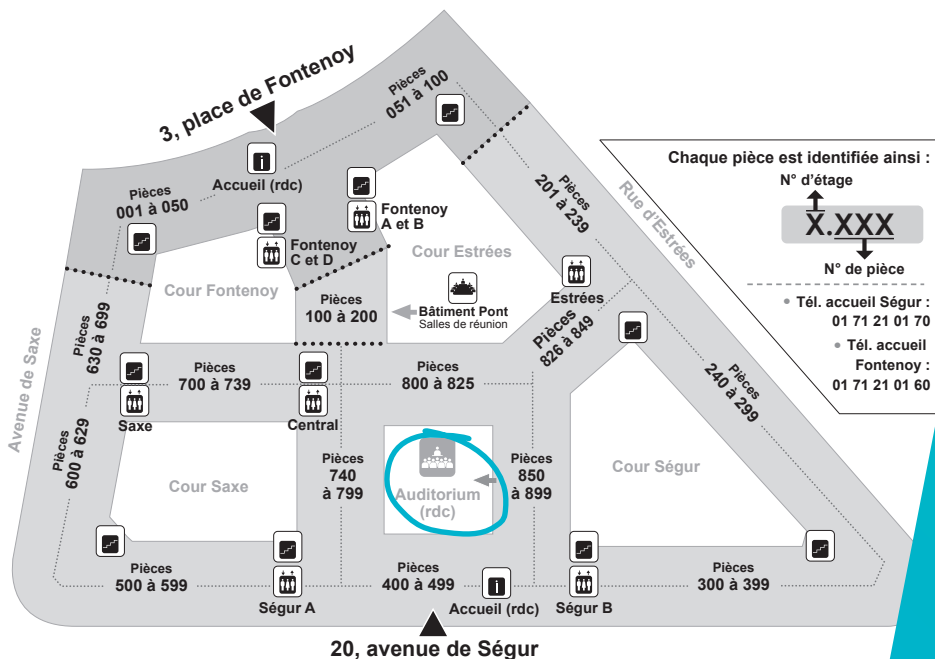 3, place de Fontenoy
Pièces
051 à 100
Accueil (rdc)
Pièces
001 à 050
Fontenoy
A et B
Fontenoy
C et D
Cour Estrées
Cour Fontenoy
Pièces
201 à 239
Rue d'Estrées
Estrées
Bâtiment Pont
Salles de réunion
Pièces
100 à 200
Pièces
630 à 699
Avenue de Saxe
Pièces
826 à 849
Pièces
240 à 299
Pièces
700 à 739
Pièces
800 à 825
Saxe
Central
Pièces
600 à 629
Cour Saxe
Pièces
740
à 799
Auditorium
(rdc)
Pièces
850
à 899
Cour Ségur
Pièces
500 à 599
Ségur A
Pièces
400 à 499
Accueil (rdc)
Ségur B
Pièces
300 à 399
20, avenue de Ségur
Chaque pièce est identifiée ainsi :
N° d'étage
X.XXX
N° de pièce
• Tél. accueil Ségur :
01 71 21 01 70
• Tél. accueil
Fontenoy :
01 71 21 01 60